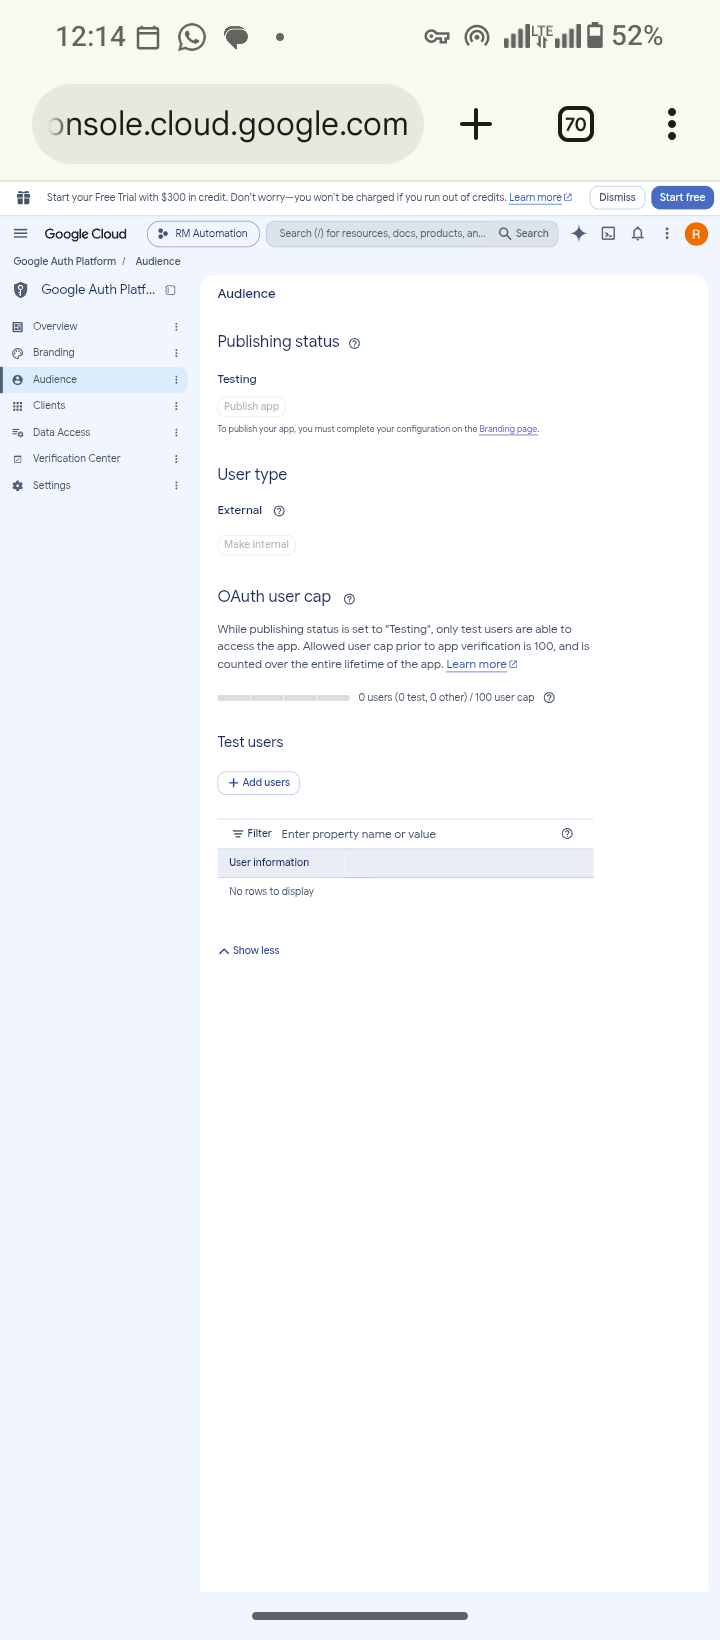 12:14
LTE
52%
onsole.cloud.google.com
70
Start your Free Trial with $300 in credit. Don't worry—you won't be charged if you run out of credits. Learn more
Dismiss
Start free
Google Cloud
RM Automation
Search (/) for resources, docs, products, an...
Search
R
Google Auth Platform / Audience
Google Auth Platf...
Overview
Branding
Audience
Clients
Data Access
Verification Center
Settings
Audience
Publishing status
Testing
Publish app
To publish your app, you must complete your configuration on the Branding page.
User type
External
Make internal
OAuth user cap
While publishing status is set to "Testing", only test users are able to
access the app. Allowed user cap prior to app verification is 100, and is
counted over the entire lifetime of the app. Learn more
0 users (0 test, 0 other) / 100 user cap
Test users
Add users
Filter Enter property name or value
User information
No rows to display
Show less